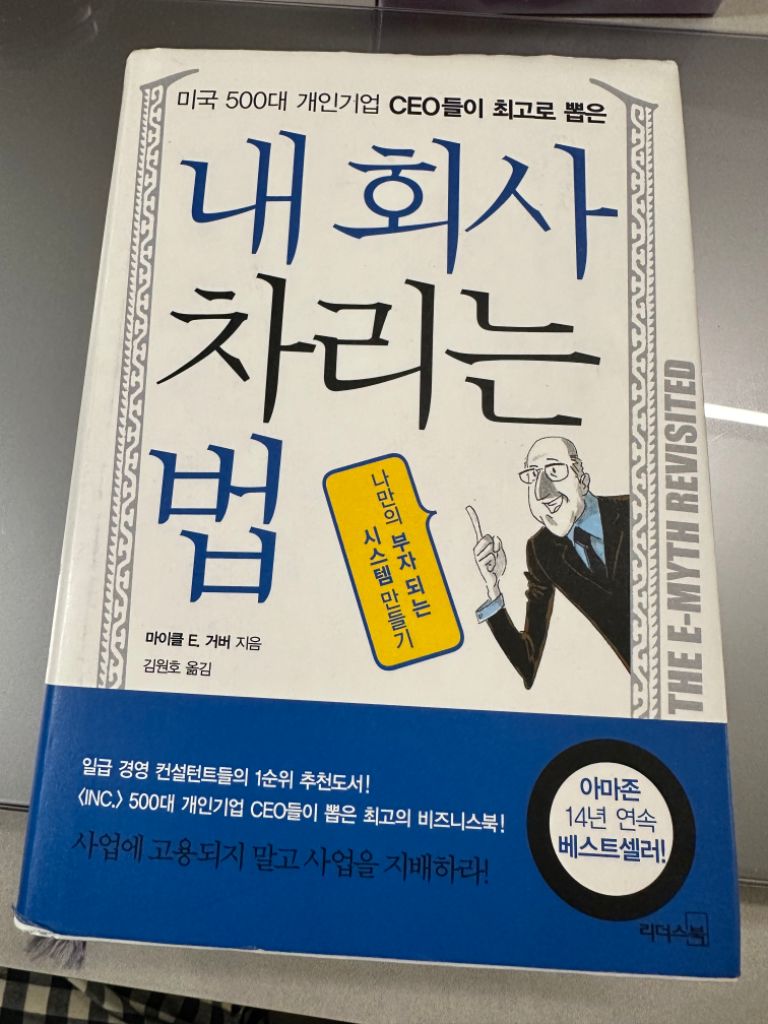 미국 500대 개인기업 CEO들이 최고로 뽑은
내 회사
차리는
법
나만의 부자 되는
시스템 만들기
마이클 E. 거버 지음
김원호 옮김
THE E-MYTH REVISITED
일급 경영 컨설턴트들의 1순위 추천도서!
〈INC.〉 500대 개인기업 CEO들이 뽑은 최고의 비즈니스북!
사업에 고용되지 말고 사업을 지배하라!
아마존
14년 연속
베스트셀러!
리더스북